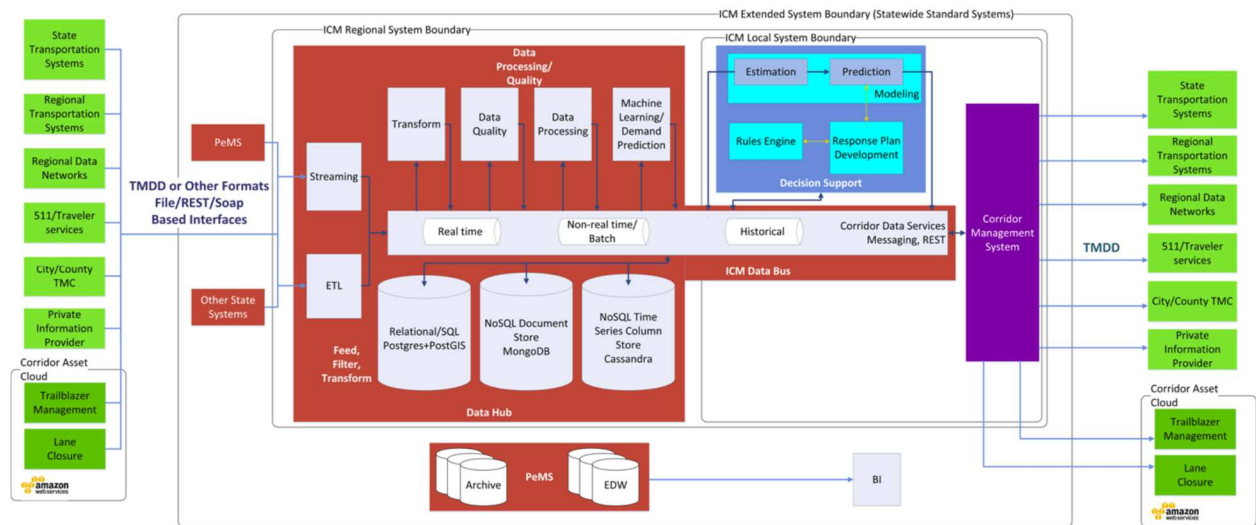 ICM Extended System Boundary (Statewide Standard Systems)
ICM Regional System Boundary
ICM Local System Boundary
State
Transportation
Systems
Regional
Transportation
Systems
Regional Data
Networks
511/Traveler
services
City/County
TMC
Private
Information
Provider
Corridor Asset
Cloud
Trailblazer
Management
Lane
Closure
amazon
webservices
TMDD or Other Formats
File/REST/Soap
Based Interfaces
PeMS
Other State
Systems
Data
Processing/
Quality
Streaming
ETL
Transform
Data
Quality
Data
Processing
Machine
Learning/
Demand
Prediction
Real time
Non-real time/
Batch
Historical
Corridor Data Services
Messaging, REST
ICM Data Bus
Relational/SQL
Postgres+PostGIS
NoSQL Document
Store
MongoDB
NoSQL Time
Series Column
Store
Cassandra
Feed,
Filter,
Transform
Data Hub
Estimation
Prediction
Modeling
Rules Engine
Response Plan
Development
Decision Support
Corridor
Management
System
TMDD
Archive
PeMS
EDW
BI
State
Transportation
Systems
Regional
Transportation
Systems
Regional Data
Networks
511/Traveler
services
City/County TMC
Private
Information
Provider
Corridor Asset
Cloud
Trailblazer
Management
Lane
Closure
amazon
webservices